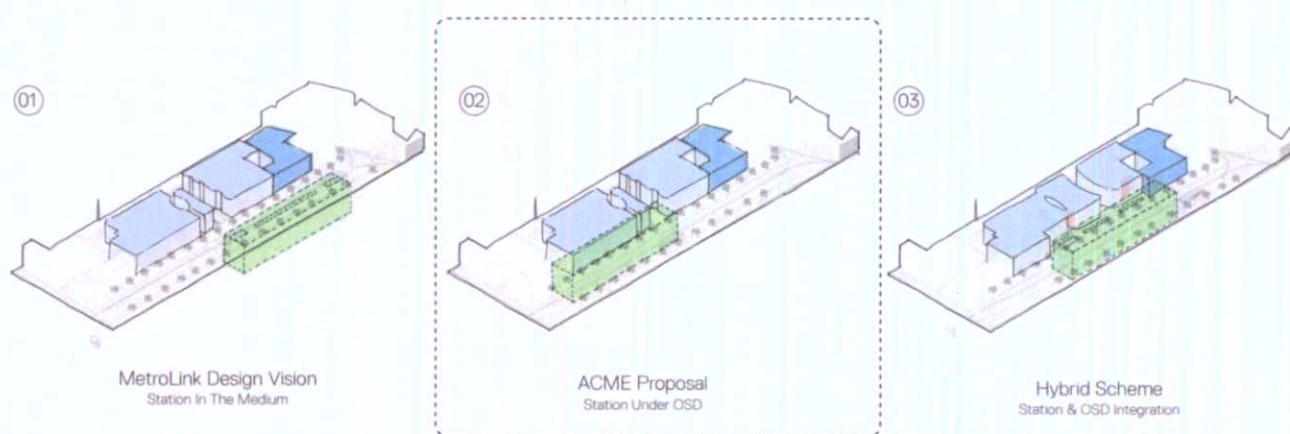 01
02
03
MetroLink Design Vision
Station In The Medium
ACME Proposal
Station Under OSD
Hybrid Scheme
Station & OSD Integration